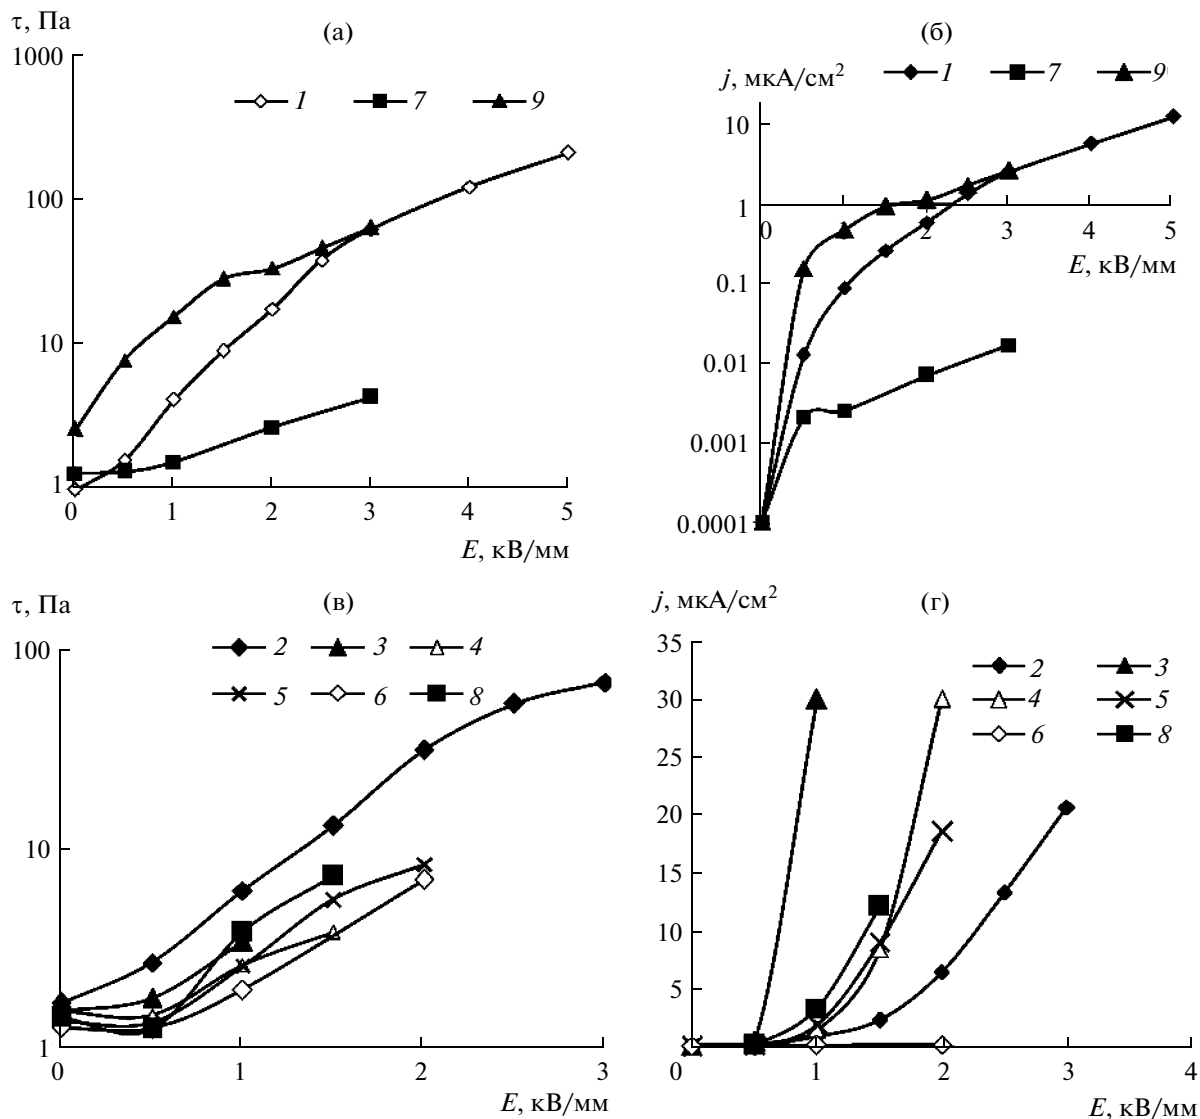 τ, Па
(а)
1000
1 7 9
100
10
1
0 1 2 3 4 5
E, кВ/мм
(б)
j, мкА/см²
1 7 9
10
1
0 2 3 4 5
E, кВ/мм
0.1
0.01
0.001
0.0001
τ, Па
(в)
100
2 3 4
5 6 8
10
1
0 1 2 3
E, кВ/мм
j, мкА/см²
(г)
35
2 3
4 5
6 8
30
25
20
15
10
5
0 1 2 3 4
E, кВ/мм